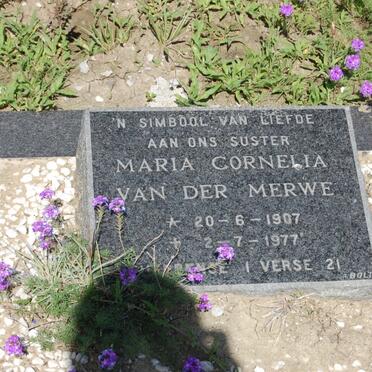 'N SIMBOOL VAN LIEFDE
AAN ONS SUSTER
MARIA CORNELIA
VAN DER MERWE
* 20-6-1907
+ 2 -7-1977
1 VERSE 21